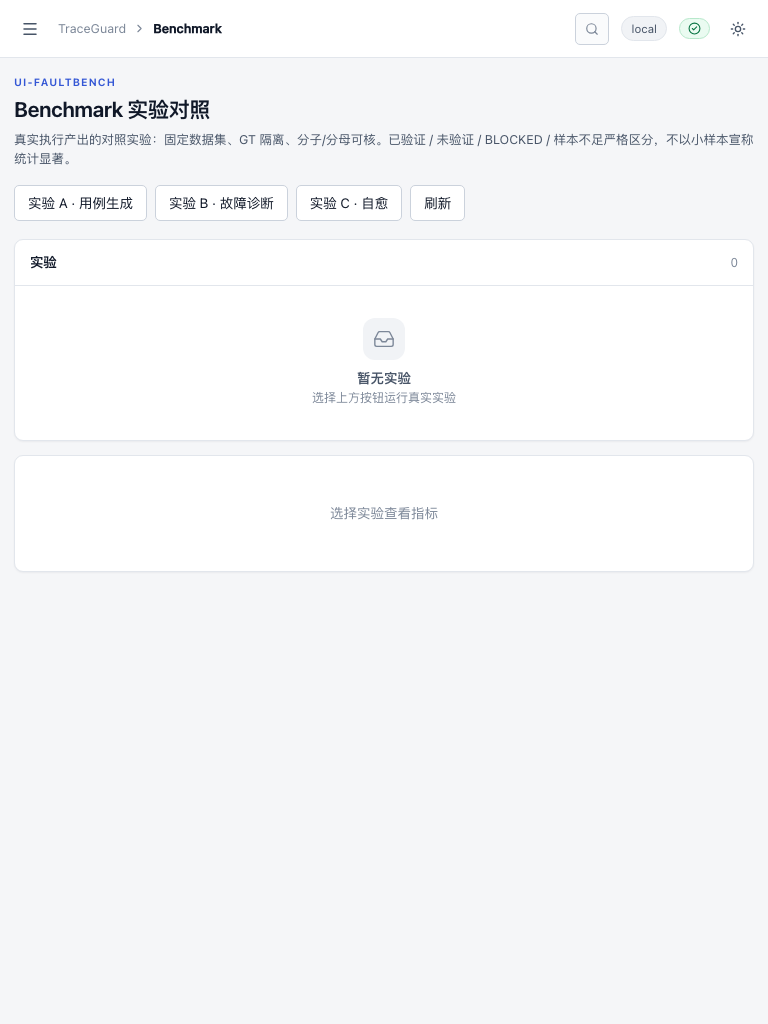 TraceGuard > Benchmark
local
UI-FAULTBENCH
Benchmark 实验对照
真实执行产出的对照实验：固定数据集、GT 隔离、分子/分母可核。已验证 / 未验证 / BLOCKED / 样本不足严格区分，不以小样本宣称
统计显著。
实验 A · 用例生成
实验 B · 故障诊断
实验 C · 自愈
刷新
实验
0
暂无实验
选择上方按钮运行真实实验
选择实验查看指标